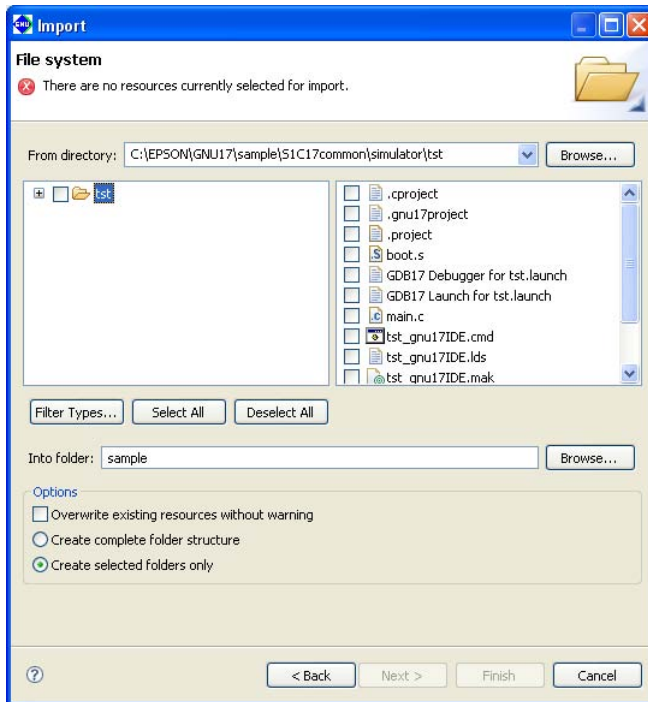 Import
File system
There are no resources currently selected for import.
From directory: C:\EPSON\GNU17\sample\S1C17common\simulator\tst Browse...
tst
.cproject
.gnu17project
.project
boot.s
GDB17 Debugger for tst.launch
GDB17 Launch for tst.launch
main.c
tst_gnu17IDE.cmd
tst_gnu17IDE.lds
tst_gnu17IDE.mak
Filter Types... Select All Deselect All
Into folder: sample Browse...
Options
Overwrite existing resources without warning
Create complete folder structure
Create selected folders only
< Back Next > Finish Cancel